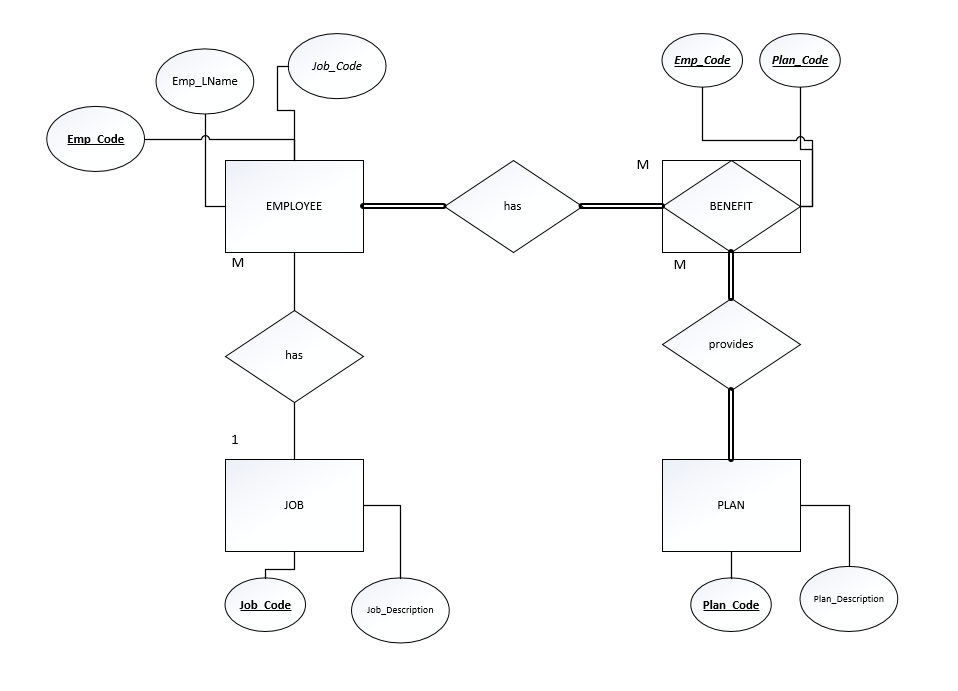 Emp_Code
Emp_LName
Job_Code
Emp_Code
Plan_Code
EMPLOYEE
has
M
BENEFIT
M
M
has
provides
1
JOB
PLAN
Job_Code
Job_Description
Plan_Code
Plan_Description